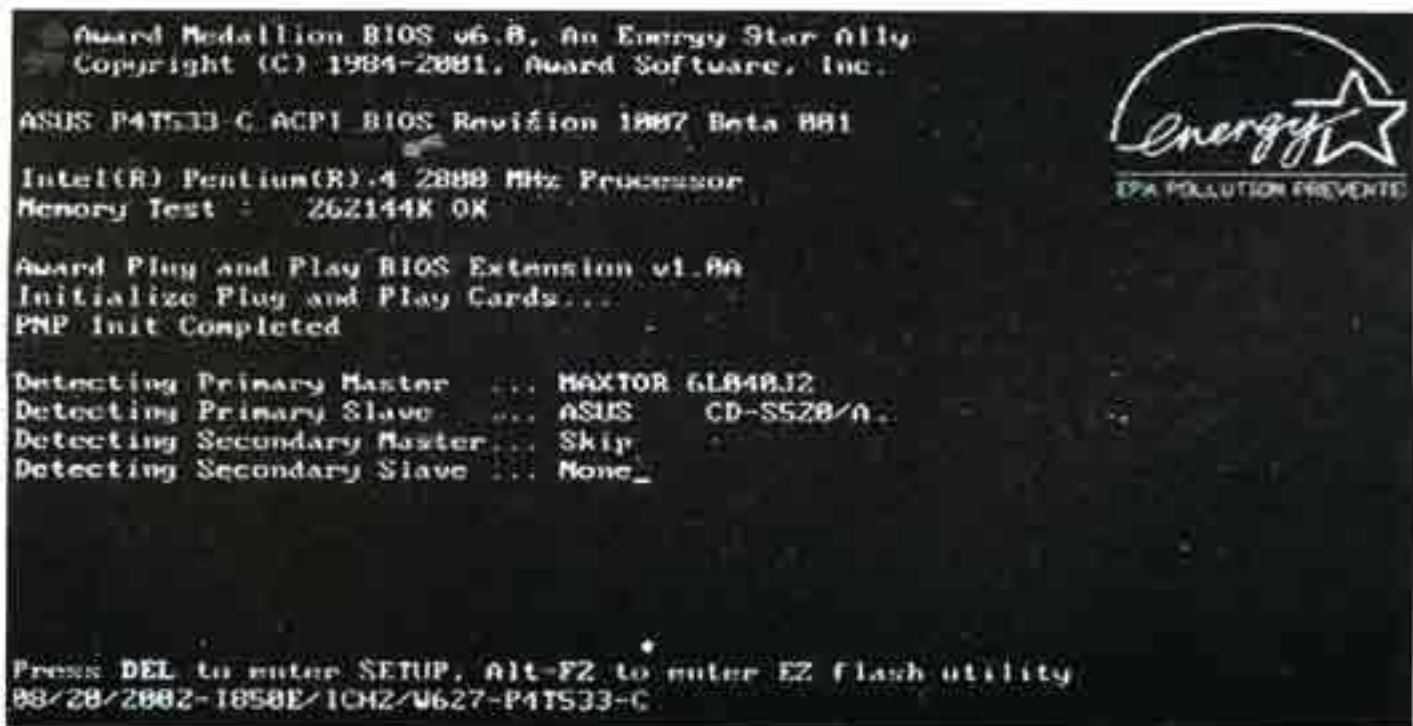 Award Medallion BIOS v6.0, An Energy Star Ally
Copyright (C) 1984-2001, Award Software, Inc.
energy
EPA POLLUTION PREVENTE
ASUS P4T533-C ACPI BIOS Revision 1007 Beta 001
Intel(R) Pentium(R) 4 2800 MHz Processor
Memory Test : 262144K OK
Award Plug and Play BIOS Extension v1.0A
Initialize Plug and Play Cards...
PNP Init Completed
Detecting Primary Master ... MAXTOR 6L040J2
Detecting Primary Slave ... ASUS CD-S520/A
Detecting Secondary Master... Skip
Detecting Secondary Slave ... None_
Press DEL to enter SETUP, Alt-F2 to enter EZ flash utility
08/20/2002-I850E/ICH2/W627-P4T533-C